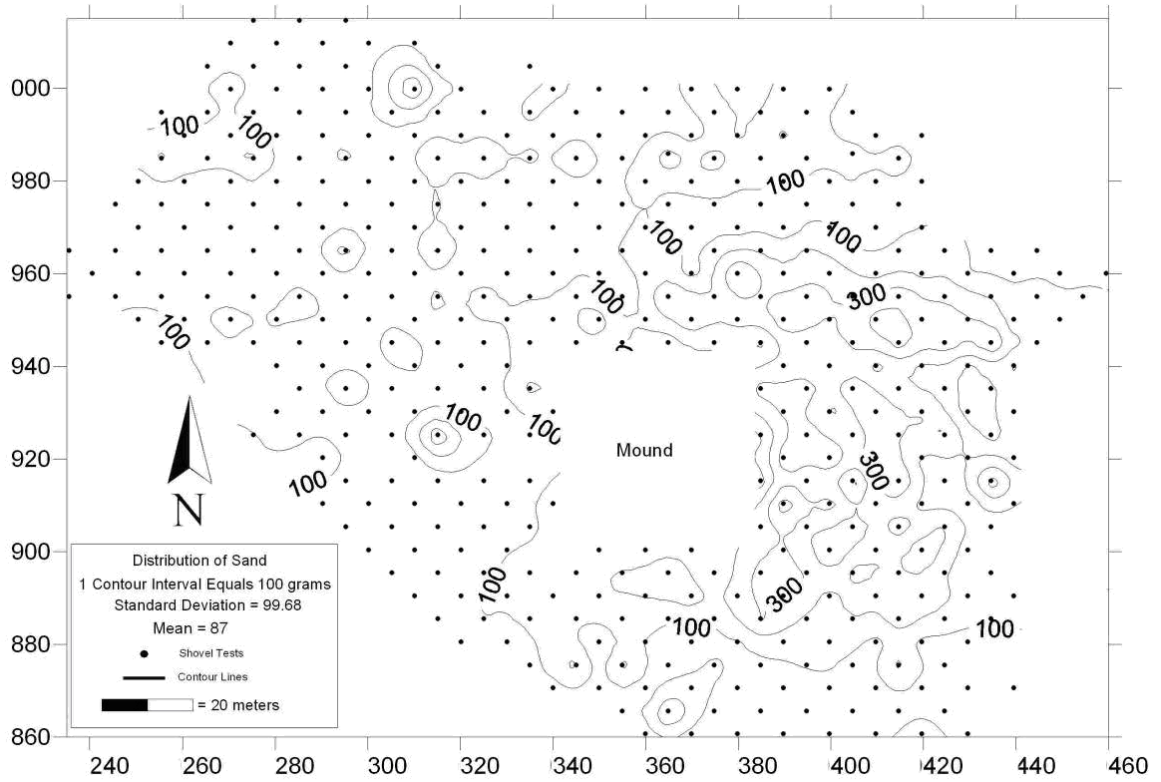 000
100
100
980
100
100
100
960
100
300
100
940
100
100
Mound
920
300
100
N
900
Distribution of Sand
1 Contour Interval Equals 100 grams
Standard Deviation = 99.68
Mean = 87
Shovel Tests
Contour Lines
= 20 meters
100
300
100
100
880
860
240 260 280 300 320 340 360 380 400 420 440 460